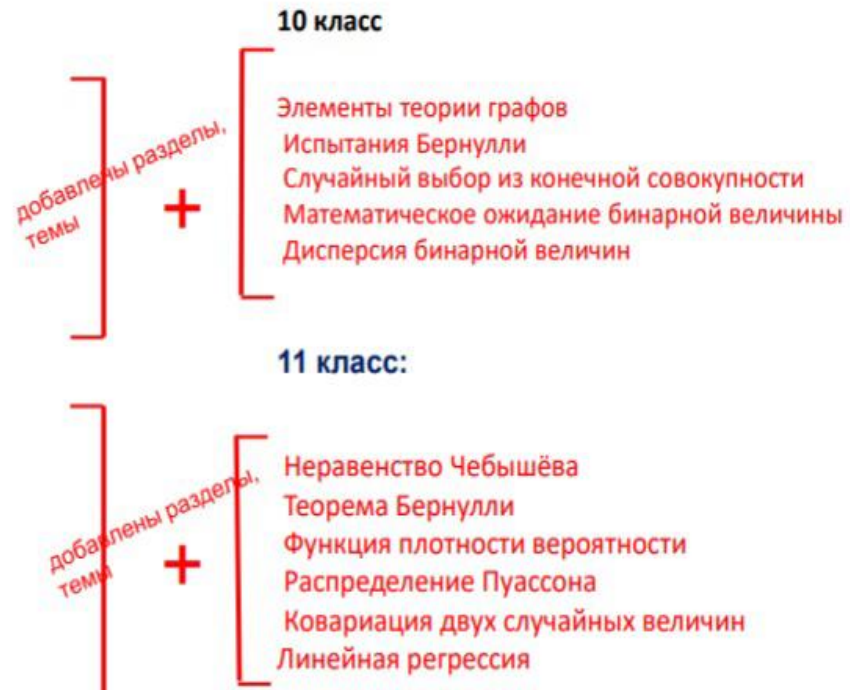 10 класс
добавлены разделы,
темы
+
Элементы теории графов
Испытания Бернулли
Случайный выбор из конечной совокупности
Математическое ожидание бинарной величины
Дисперсия бинарной величин
11 класс:
добавлены разделы,
темы
+
Неравенство Чебышёва
Теорема Бернулли
Функция плотности вероятности
Распределение Пуассона
Ковариация двух случайных величин
Линейная регрессия